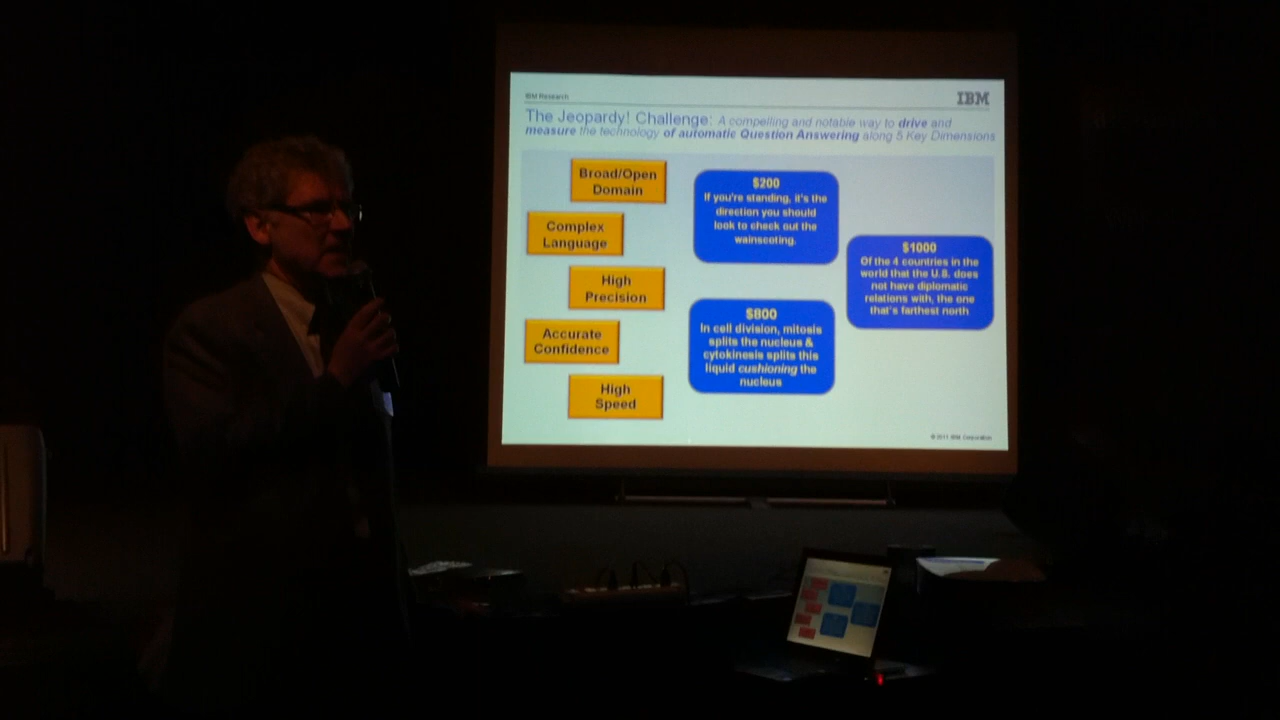 IBM Research
IBM
The Jeopardy! Challenge: A compelling and notable way to drive and
measure the technology of automatic Question Answering along 5 Key Dimensions
Broad/Open
Domain
Complex
Language
High
Precision
Accurate
Confidence
High
Speed
$200
If you're standing, it's the
direction you should
look to check out the
wainscoting.
$800
In cell division, mitosis
splits the nucleus &
cytokinesis splits this
liquid cushioning the
nucleus
$1000
Of the 4 countries in the
world that the U.S. does
not have diplomatic
relations with, the one
that's farthest north
© 2011 IBM Corporation